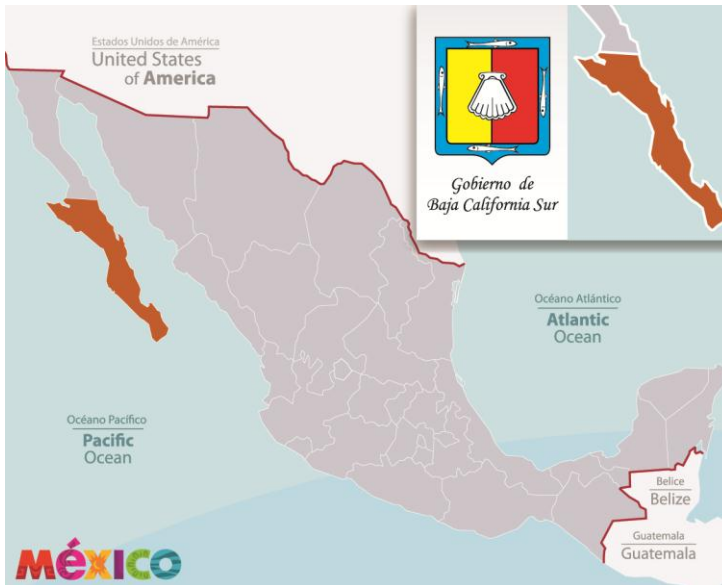 Estados Unidos de América
United States
of America
Gobierno de
Baja California Sur
Océano Atlántico
Atlantic
Ocean
Océano Pacífico
Pacific
Ocean
Belice
Belize
Guatemala
Guatemala
méxico